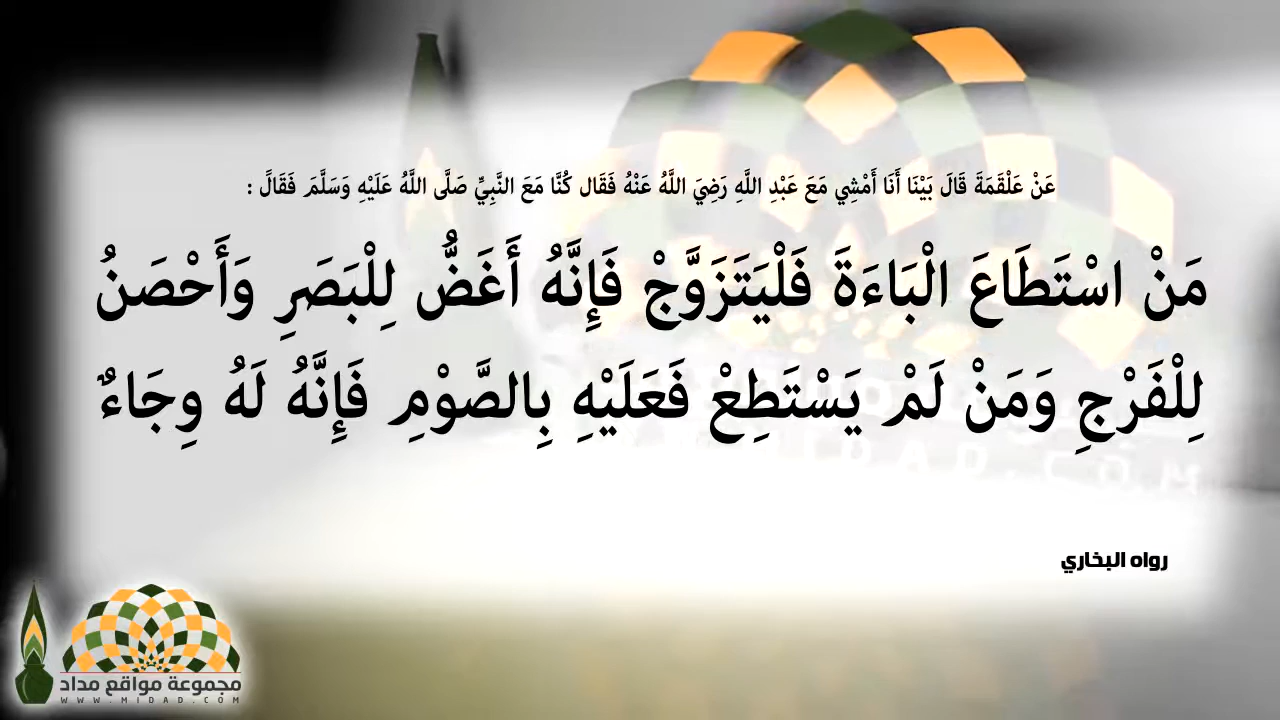 عَنْ عَلْقَمَةَ قَالَ بَيْنَا أَنَا أَمْشِي مَعَ عَبْدِ اللَّهِ رَضِيَ اللَّهُ عَنْهُ فَقَال كُنَّا مَعَ النَّبِيِّ صَلَّى اللَّهُ عَلَيْهِ وَسَلَّمَ فَقَالَ :
مَنْ اسْتَطَاعَ الْبَاءَةَ فَلْيَتَزَوَّجْ فَإِنَّهُ أَغَضُّ لِلْبَصَرِ وَأَحْصَنُ
لِلْفَرْجِ وَمَنْ لَمْ يَسْتَطِعْ فَعَلَيْهِ بِالصَّوْمِ فَإِنَّهُ لَهُ وِجَاءٌ
رواه البخاري
مجموعة مواقع مداد
WWW.MIDAD.COM